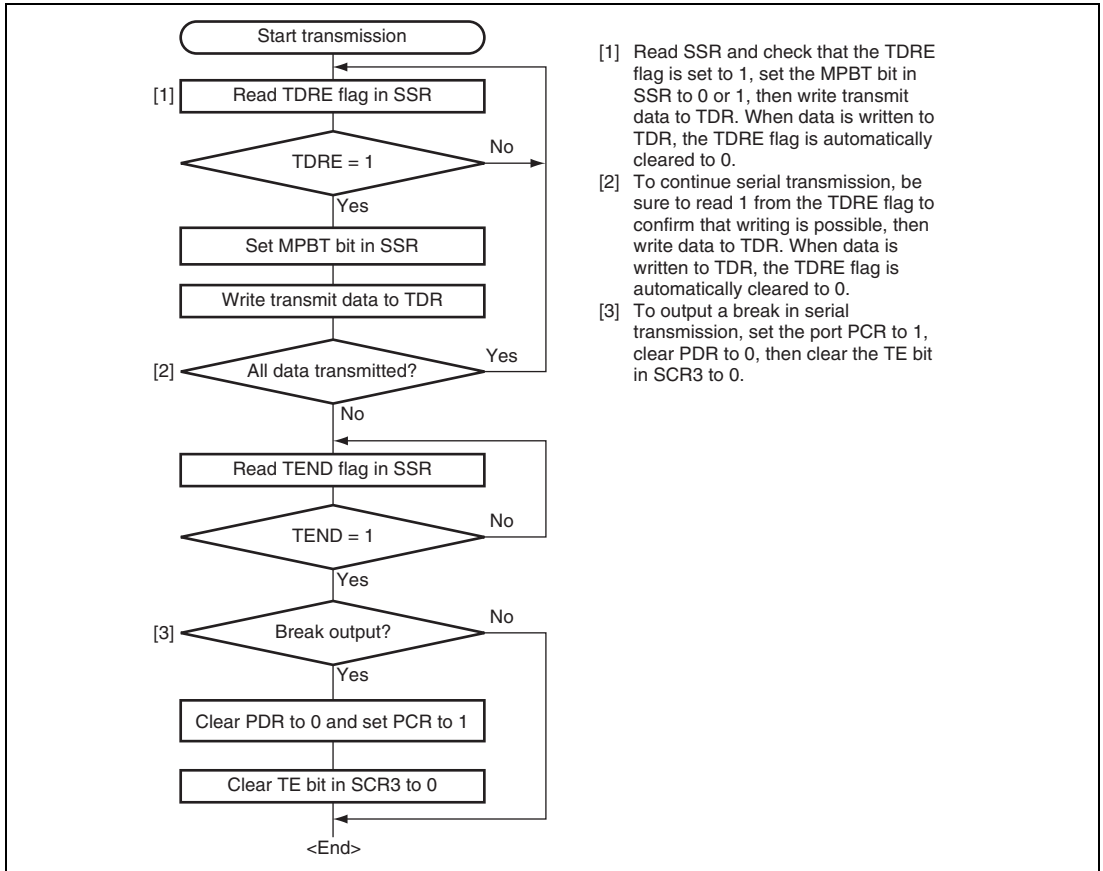 Start transmission
[1] Read TDRE flag in SSR
TDRE = 1
No
Yes
Set MPBT bit in SSR
Write transmit data to TDR
[2] All data transmitted?
Yes
No
Read TEND flag in SSR
TEND = 1
No
Yes
[3] Break output?
No
Yes
Clear PDR to 0 and set PCR to 1
Clear TE bit in SCR3 to 0
<End>
[1] Read SSR and check that the TDRE
flag is set to 1, set the MPBT bit in
SSR to 0 or 1, then write transmit
data to TDR. When data is written to
TDR, the TDRE flag is automatically
cleared to 0.
[2] To continue serial transmission, be
sure to read 1 from the TDRE flag to
confirm that writing is possible, then
write data to TDR. When data is
written to TDR, the TDRE flag is
automatically cleared to 0.
[3] To output a break in serial
transmission, set the port PCR to 1,
clear PDR to 0, then clear the TE bit
in SCR3 to 0.